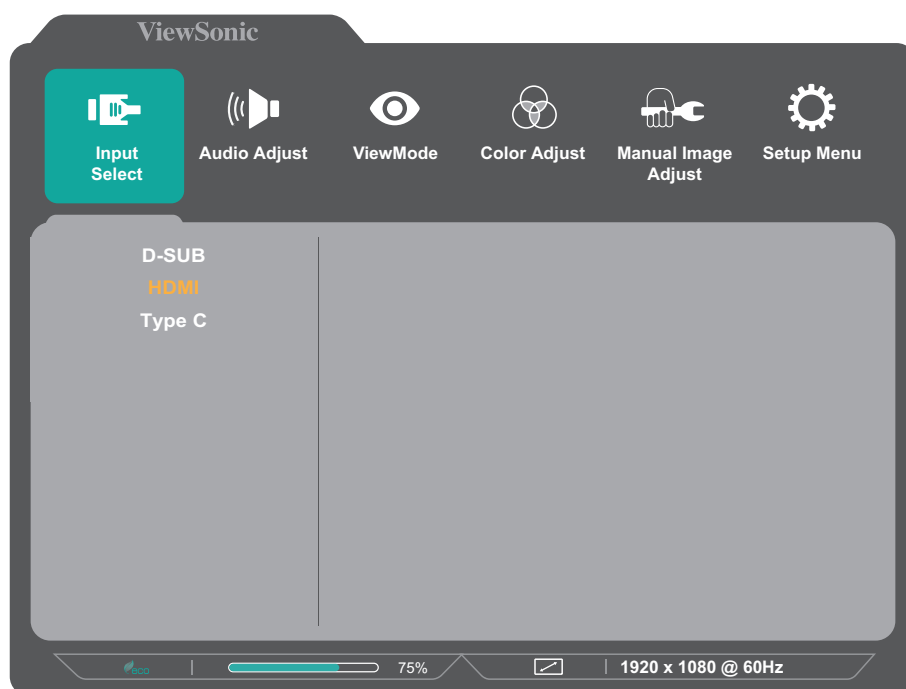 ViewSonic
Input Select
Audio Adjust
ViewMode
Color Adjust
Manual Image Adjust
Setup Menu
D-SUB
HDMI
Type C
eco
75%
1920 x 1080 @ 60Hz